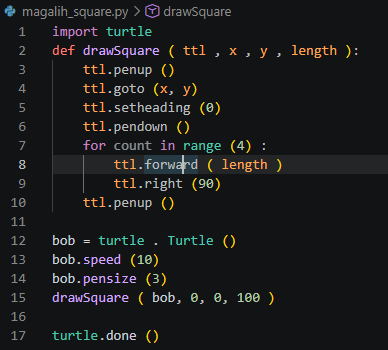 magalih_square.py > drawSquare
1 import turtle
2 def drawSquare ( ttl , x , y , length ):
3     ttl.penup ()
4     ttl.goto (x, y)
5     ttl.setheading (0)
6     ttl.pendown ()
7     for count in range (4) :
8         ttl.forward ( length )
9         ttl.right (90)
10     ttl.penup ()
11
12 bob = turtle . Turtle ()
13 bob.speed (10)
14 bob.pensize (3)
15 drawSquare ( bob, 0, 0, 100 )
16
17 turtle.done ()